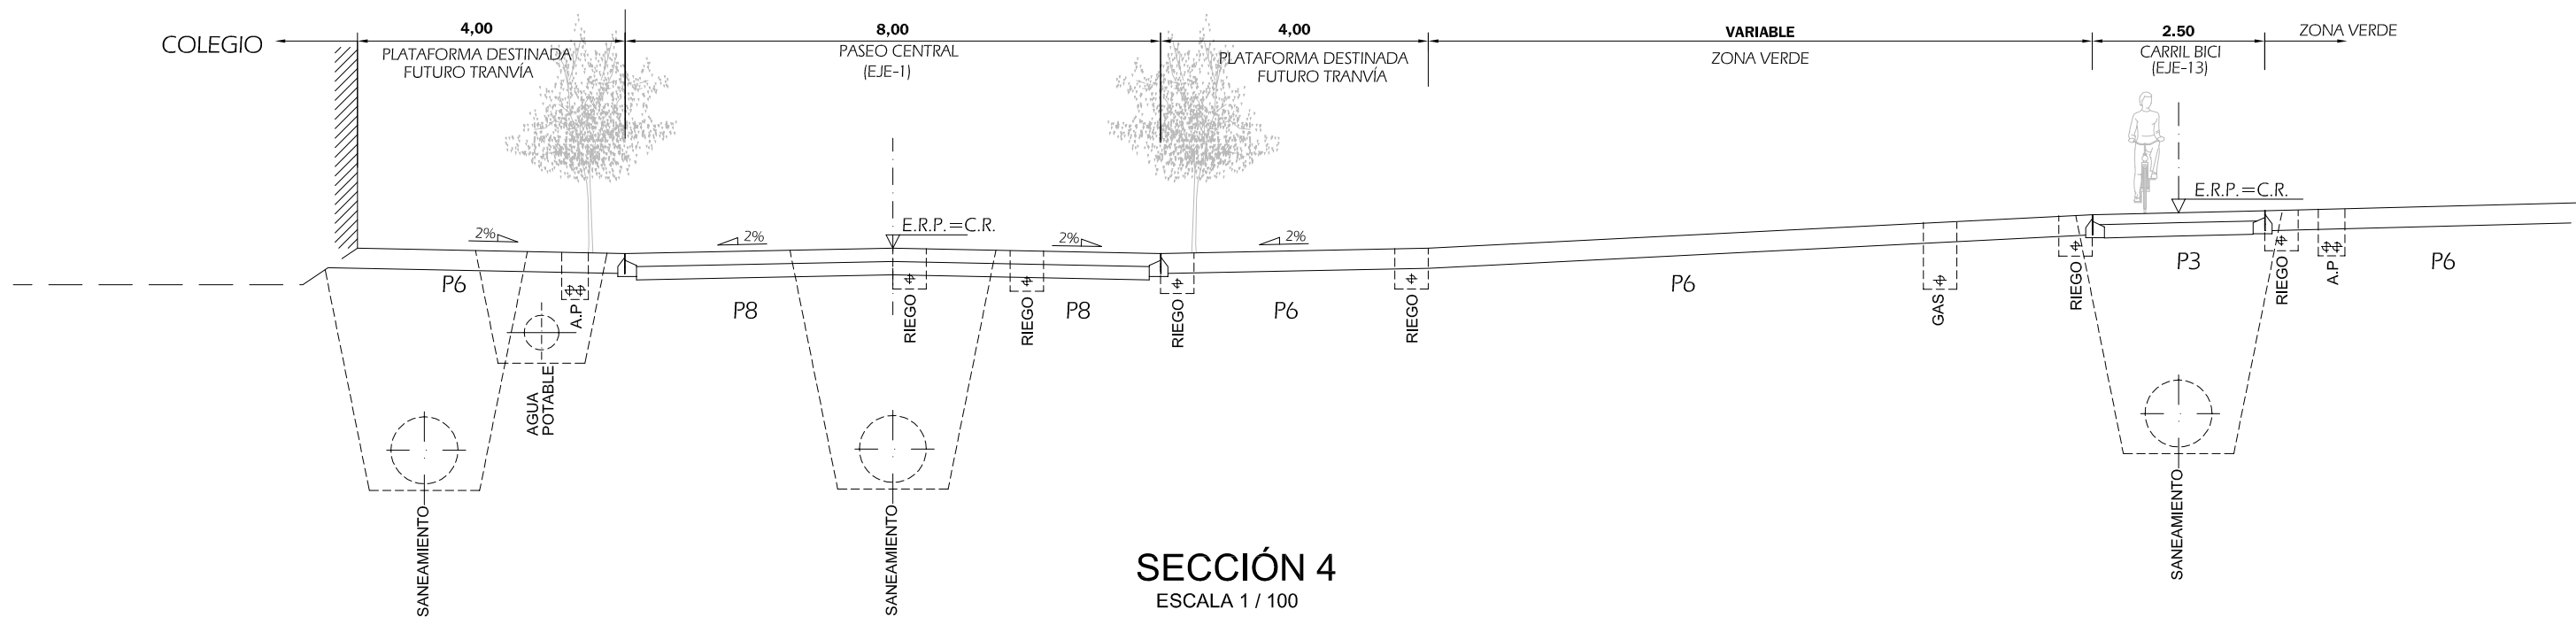 COLEGIO
4,00
PLATAFORMA DESTINADA
FUTURO TRANVÍA
8,00
PASEO CENTRAL
(EJE-1)
4,00
PLATAFORMA DESTINADA
FUTURO TRANVÍA
VARIABLE
ZONA VERDE
2.50
CARRIL BICI
(EJE-13)
ZONA VERDE
2%
2%
E.R.P.=C.R.
2%
2%
E.R.P.=C.R.
P6
A.P
AGUA
POTABLE
P8
RIEGO
RIEGO
P8
RIEGO
P6
RIEGO
P6
GAS
RIEGO
P3
RIEGO
A.P
P6
SANEAMIENTO
SANEAMIENTO
SANEAMIENTO
SECCIÓN 4
ESCALA 1 / 100